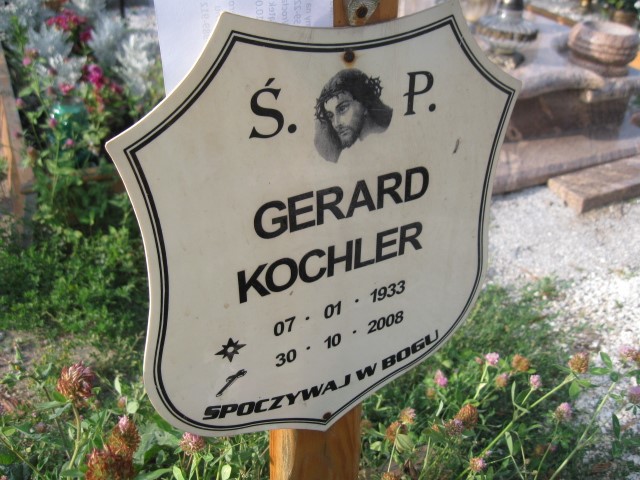 Ś. P.
GERARD
KOCHLER
07 · 01 · 1933
30 · 10 · 2008
SPOCZYWAJ W BOGU